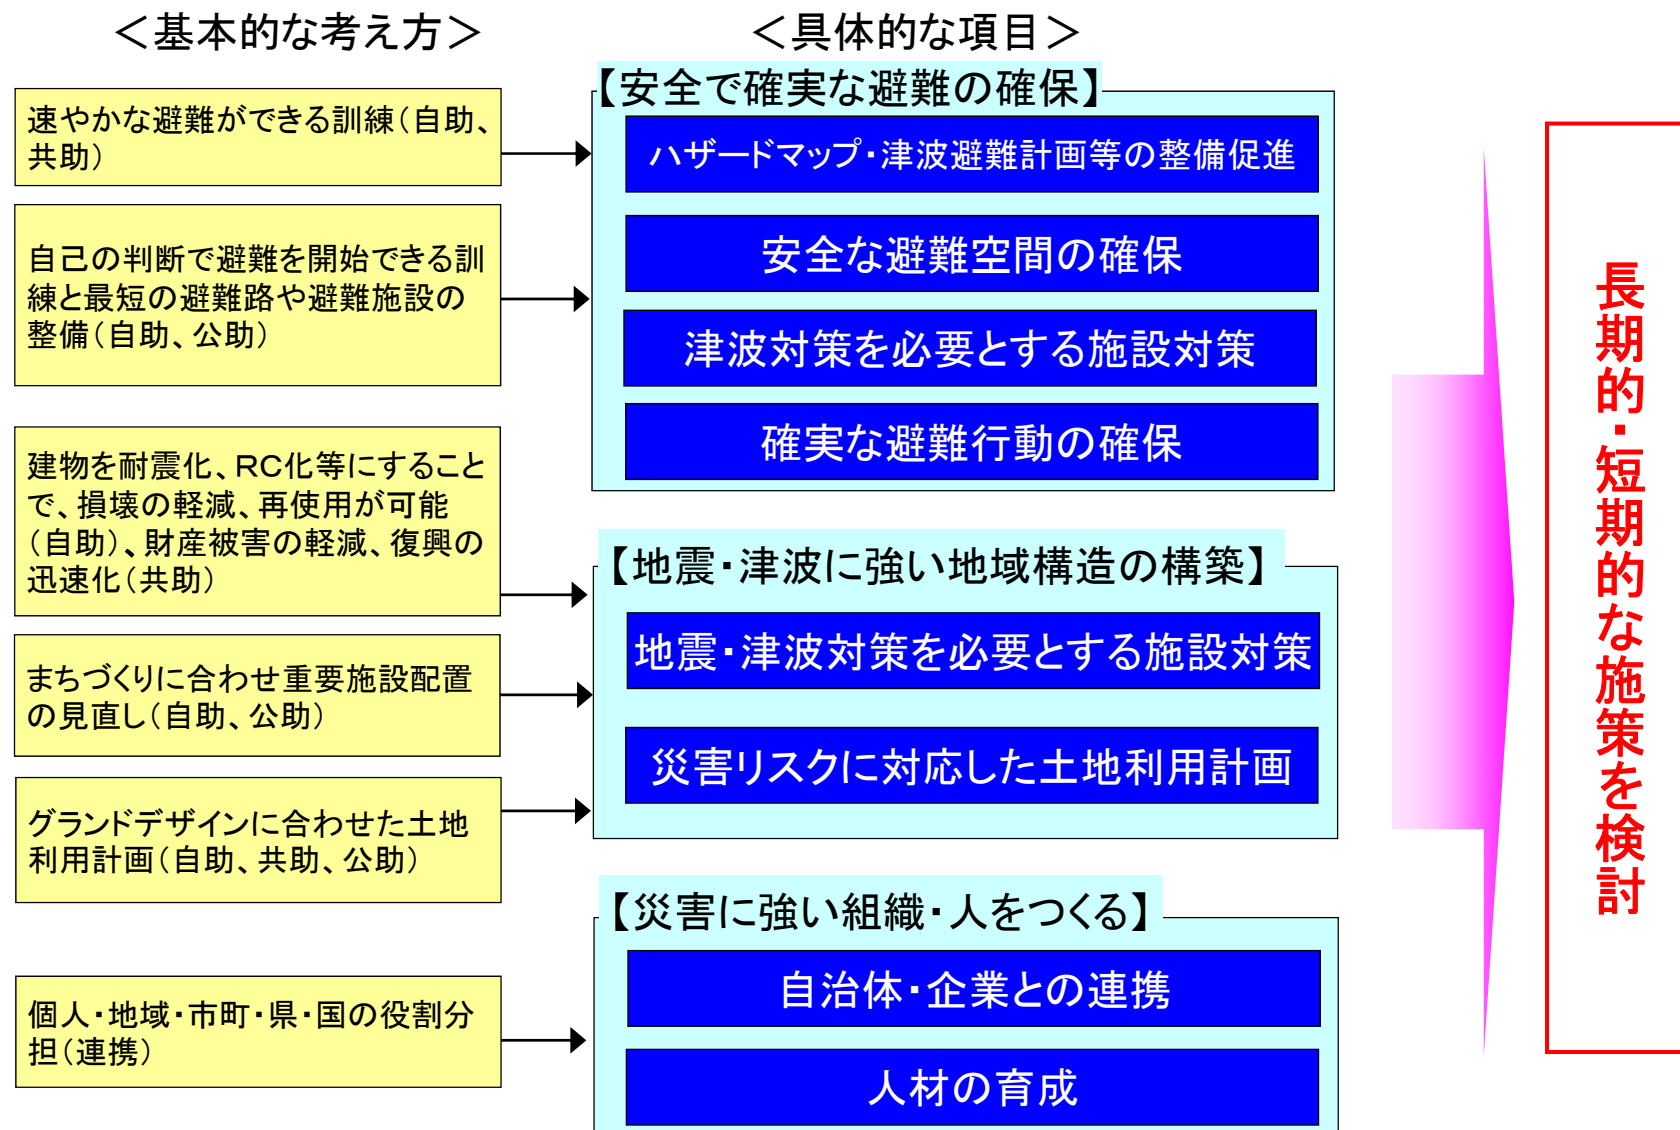 ＜基本的な考え方＞
速やかな避難ができる訓練(自助、
共助)
自己の判断で避難を開始できる訓
練と最短の避難路や避難施設の
整備(自助、公助)
建物を耐震化、RC化等にすること
で、損壊の軽減、再使用が可能
(自助)、財産被害の軽減、復興の
迅速化(共助)
まちづくりに合わせ重要施設配置
の見直し(自助、公助)
グランドデザインに合わせた土地
利用計画(自助、共助、公助)
個人・地域・市町・県・国の役割分
担(連携)
＜具体的な項目＞
【安全で確実な避難の確保】
ハザードマップ・津波避難計画等の整備促進
安全な避難空間の確保
津波対策を必要とする施設対策
確実な避難行動の確保
【地震・津波に強い地域構造の構築】
地震・津波対策を必要とする施設対策
災害リスクに対応した土地利用計画
【災害に強い組織・人をつくる】
自治体・企業との連携
人材の育成
長期的・短期的な施策を検討